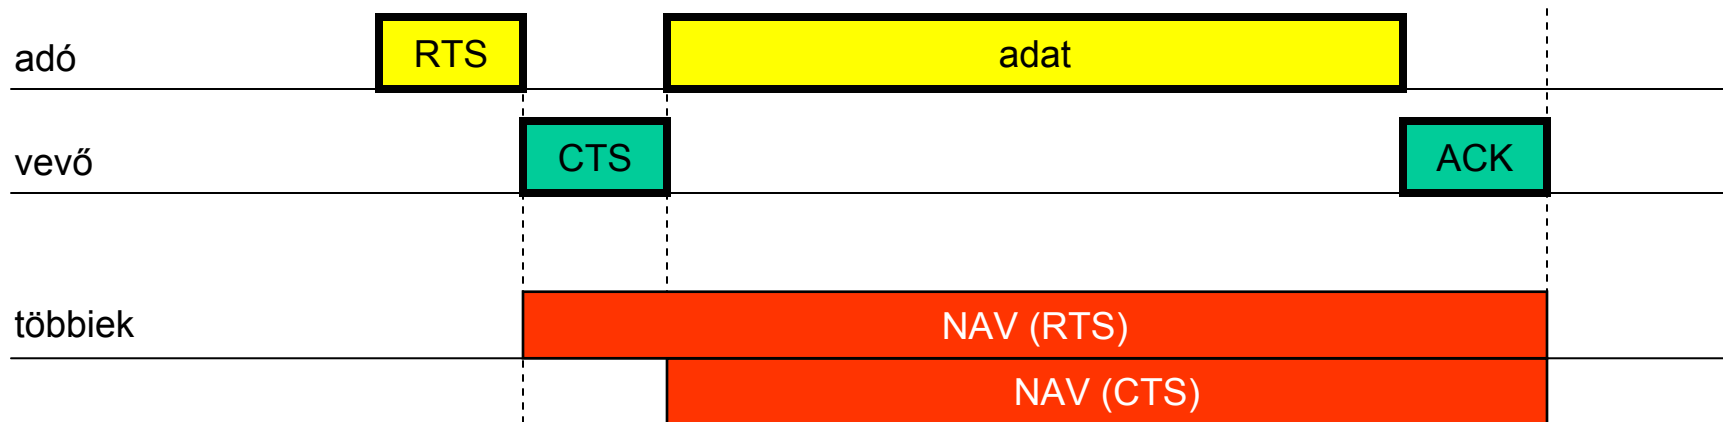 adó RTS adat
vevő CTS ACK
többiek NAV (RTS)
NAV (CTS)